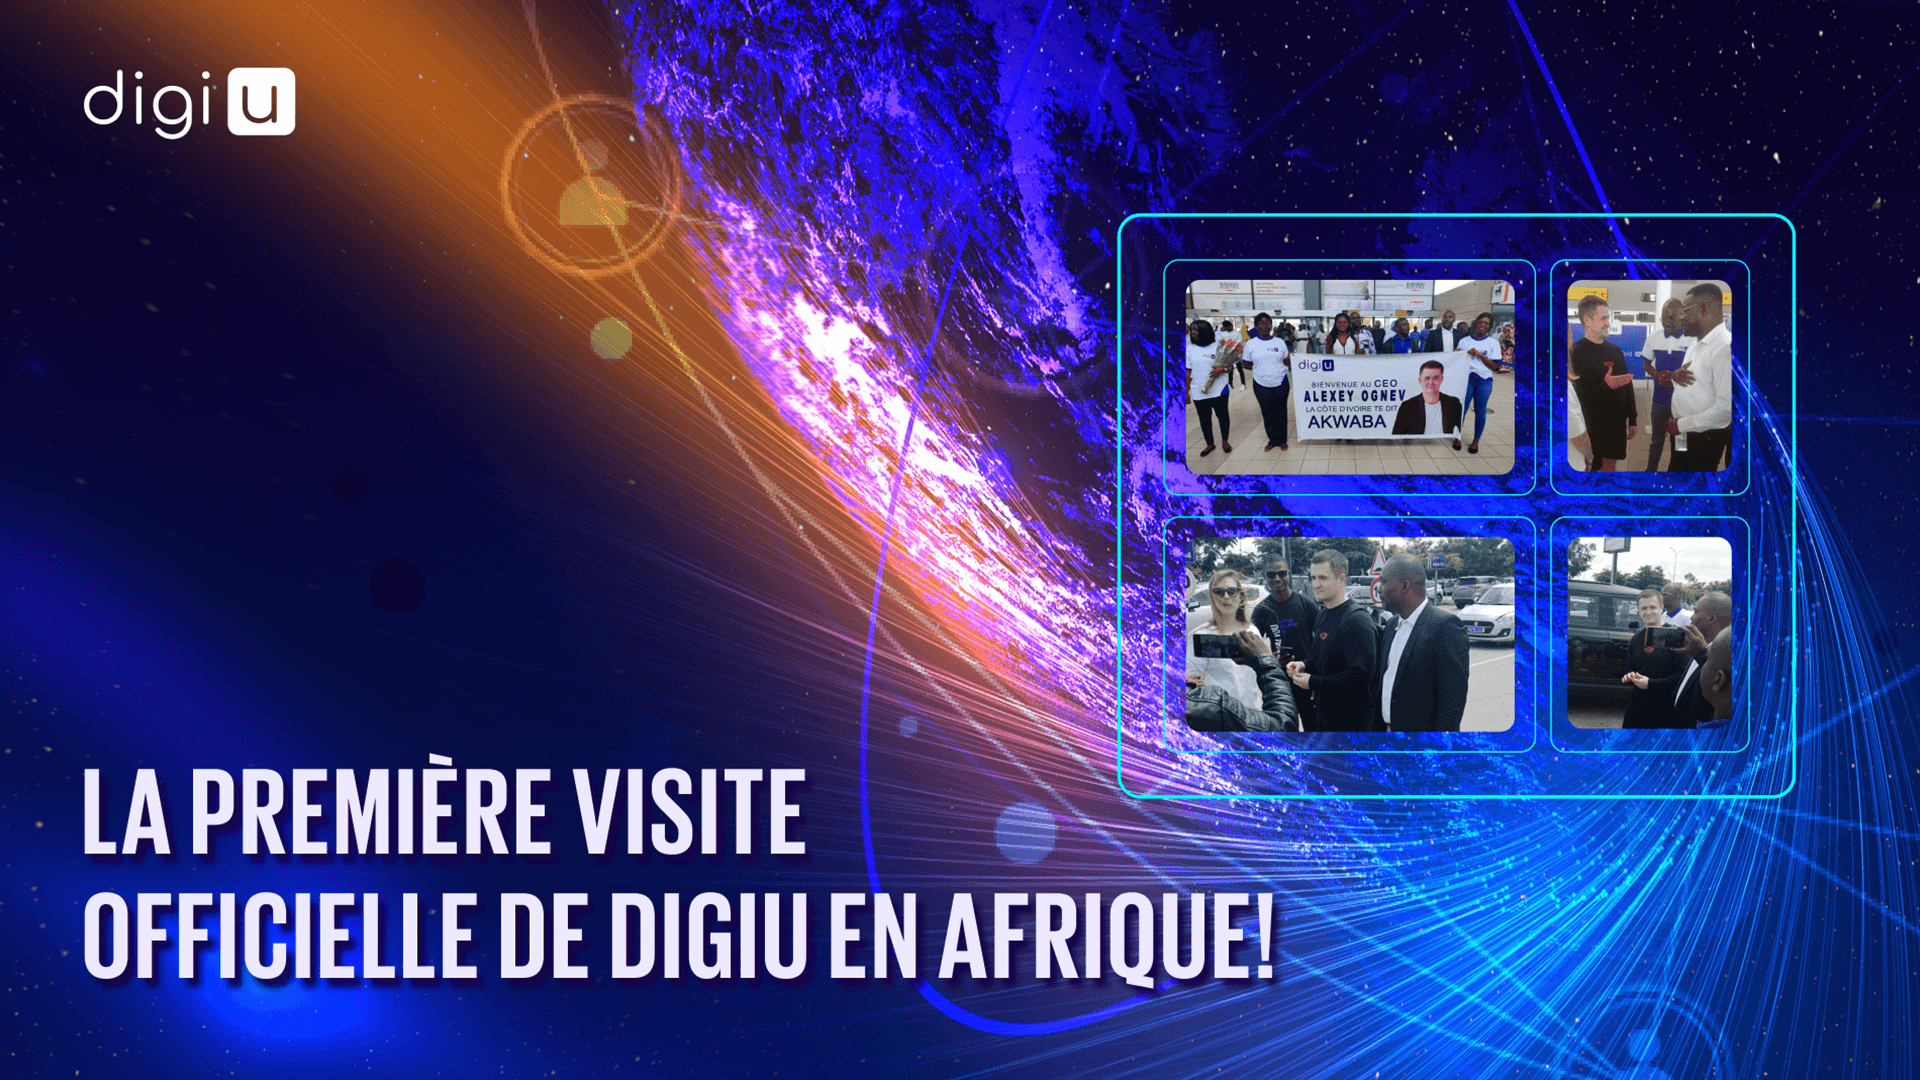 digi u
digiu
BIENVENUE AU CEO
ALEXEY OGNEV
LA CÔTE D'IVOIRE TE DIT
AKWABA
LA PREMIÈRE VISITE
OFFICIELLE DE DIGIU EN AFRIQUE!